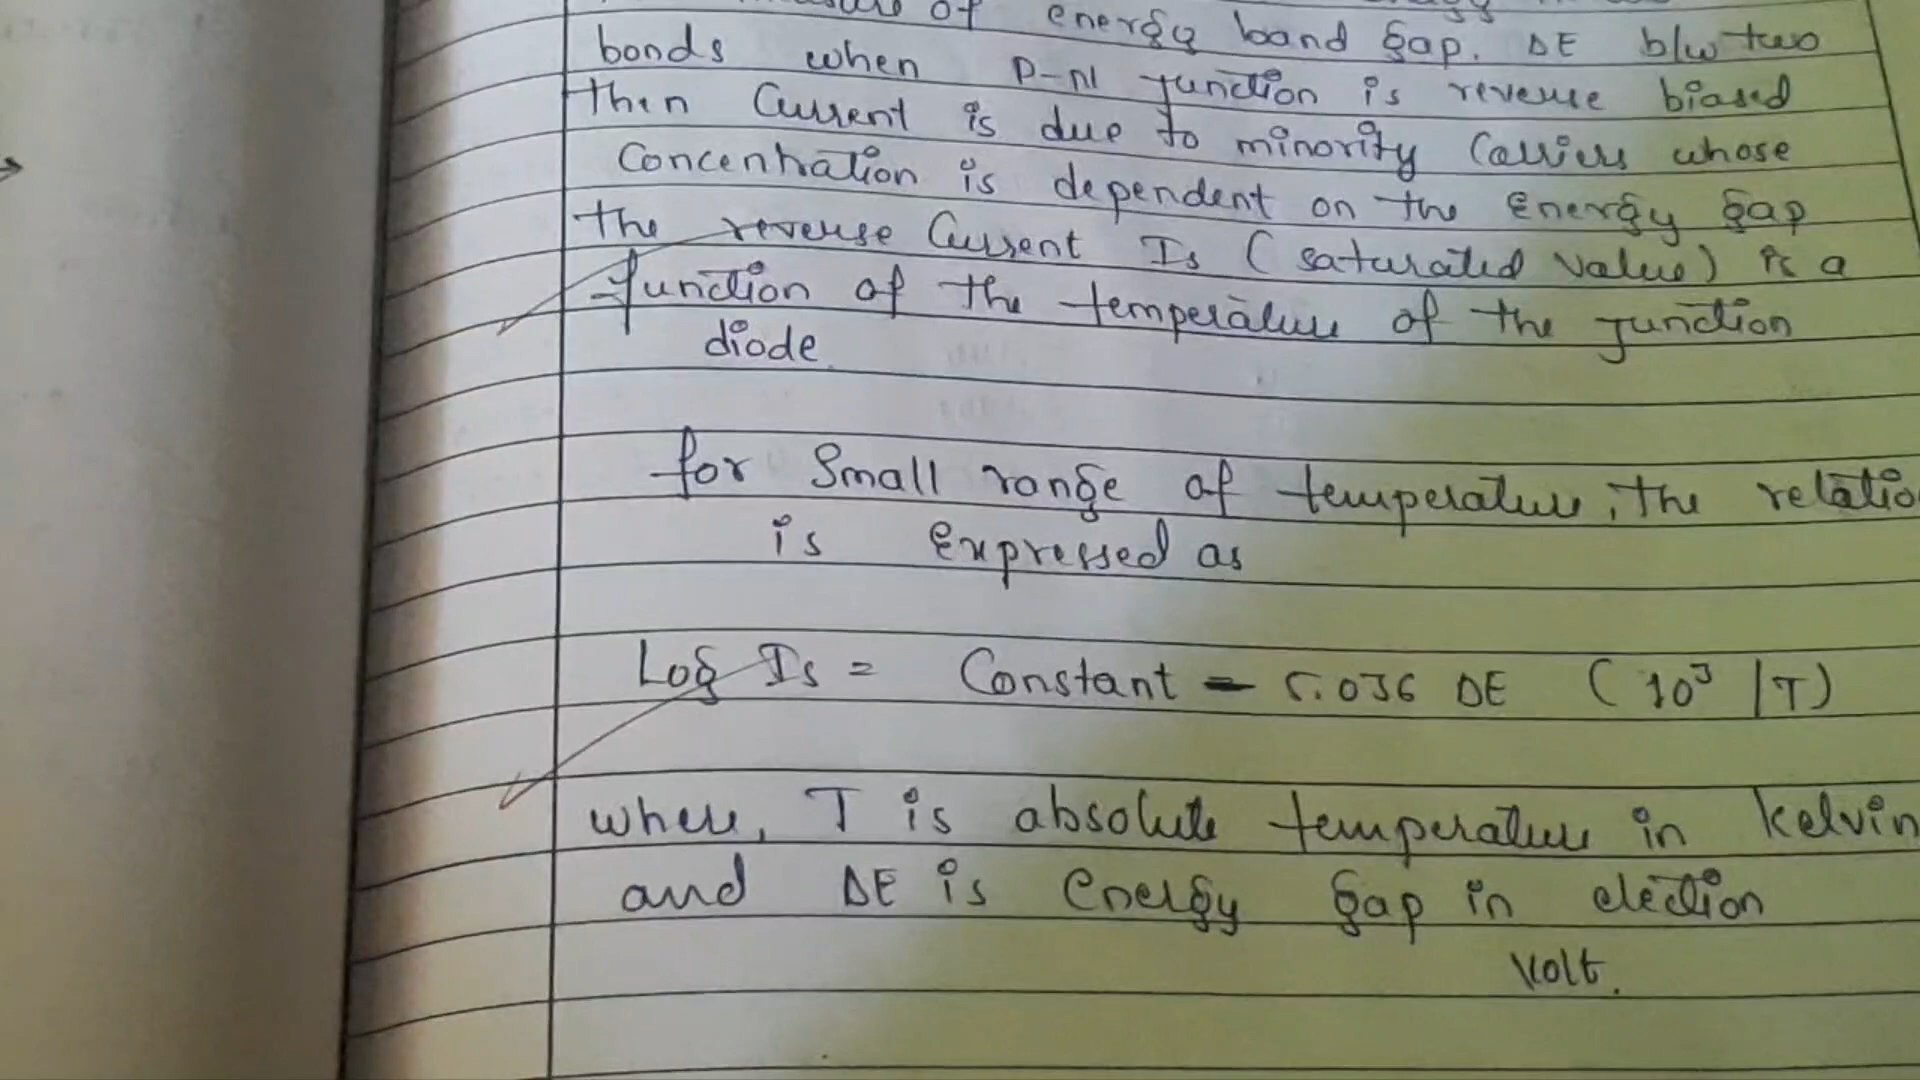 of energy band gap. ΔE b/w two
bonds when P-n junction is reverse biased
then Current is due to minority Carriers whose
Concentration is dependent on the Energy gap
the reverse Current Is (saturated value) is a
function of the temperature of the junction
diode.
for Small range of temperature, the relatio
is Expressed as
Log Is = Constant - 5.036 ΔE (10³/T)
where, T is absolute temperature in kelvin
and ΔE is Energy gap in election
Volt.